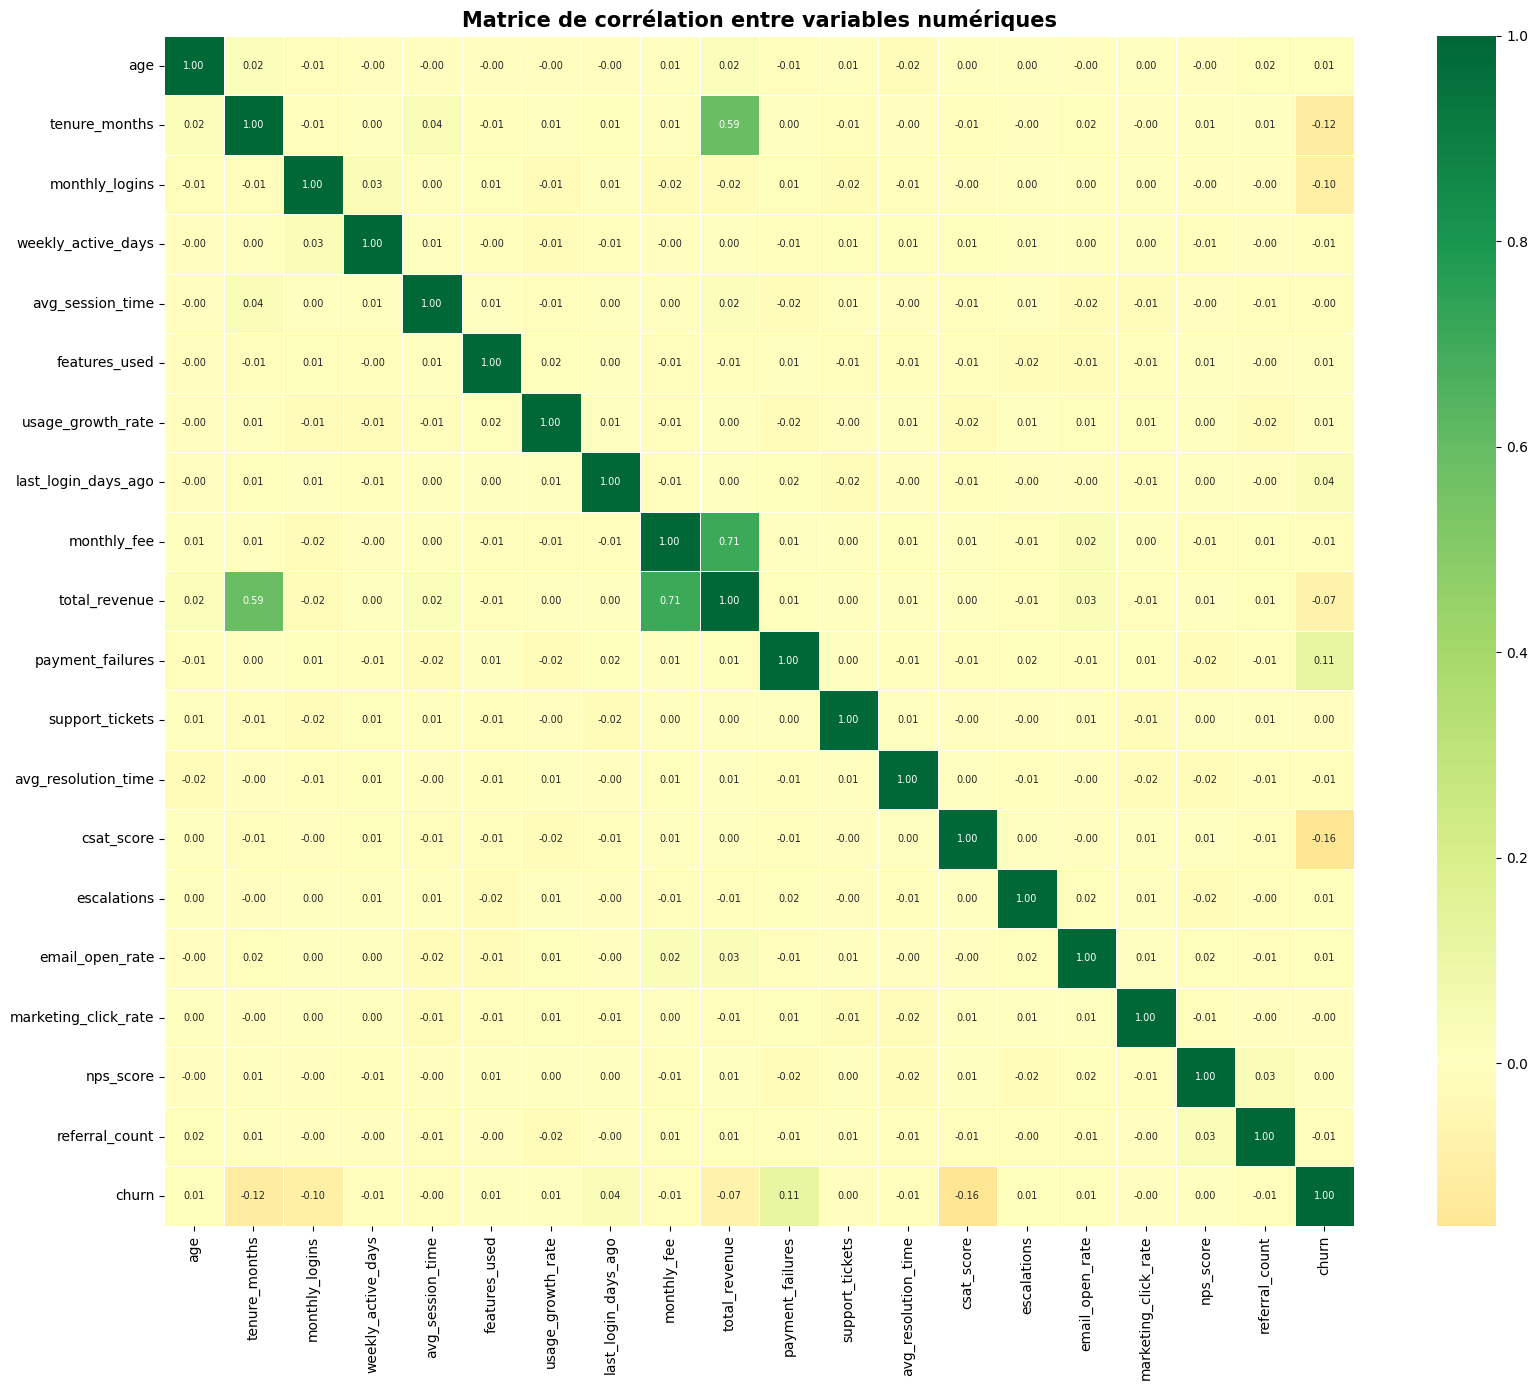 Matrice de corrélation entre variables numériques
age 1.00 0.02 -0.01 -0.00 -0.00 -0.00 -0.00 -0.00 0.01 0.02 -0.01 0.01 -0.02 0.00 0.00 -0.00 0.00 -0.00 0.02 0.01
tenure_months 0.02 1.00 -0.01 0.00 0.04 -0.01 0.01 0.01 0.01 0.59 0.00 -0.01 -0.00 -0.01 -0.00 0.02 -0.00 0.01 0.01 -0.12
monthly_logins -0.01 -0.01 1.00 0.03 0.00 0.01 -0.01 0.01 -0.02 -0.02 0.01 -0.02 -0.01 -0.00 0.00 0.00 0.00 -0.00 -0.00 -0.10
weekly_active_days -0.00 0.00 0.03 1.00 0.01 -0.00 -0.01 -0.01 -0.00 0.00 -0.01 0.01 0.01 0.01 0.01 0.00 0.00 -0.01 -0.00 -0.01
avg_session_time -0.00 0.04 0.00 0.01 1.00 0.01 -0.01 0.00 0.00 0.02 -0.02 0.01 -0.00 -0.01 0.01 -0.02 -0.01 -0.00 -0.01 -0.00
features_used -0.00 -0.01 0.01 -0.00 0.01 1.00 0.02 0.00 -0.01 -0.01 0.01 -0.01 -0.01 -0.01 -0.02 -0.01 -0.01 0.01 -0.00 0.01
usage_growth_rate -0.00 0.01 -0.01 -0.01 -0.01 0.02 1.00 0.01 -0.01 0.00 -0.02 -0.00 0.01 -0.02 0.01 0.01 0.01 0.00 -0.02 0.01
last_login_days_ago -0.00 0.01 0.01 -0.01 0.00 0.00 0.01 1.00 -0.01 0.00 0.02 -0.02 -0.00 -0.01 -0.00 -0.00 -0.01 0.00 -0.00 0.04
monthly_fee 0.01 0.01 -0.02 -0.00 0.00 -0.01 -0.01 -0.01 1.00 0.71 0.01 0.00 0.01 0.01 -0.01 0.02 0.00 -0.01 0.01 -0.01
total_revenue 0.02 0.59 -0.02 0.00 0.02 -0.01 0.00 0.00 0.71 1.00 0.01 0.00 0.01 0.00 -0.01 0.03 -0.01 0.01 0.01 -0.07
payment_failures -0.01 0.00 0.01 -0.01 -0.02 0.01 -0.02 0.02 0.01 0.01 1.00 0.00 -0.01 -0.01 0.02 -0.01 0.01 -0.02 -0.01 0.11
support_tickets 0.01 -0.01 -0.02 0.01 0.01 -0.01 -0.00 -0.02 0.00 0.00 0.00 1.00 0.01 -0.00 -0.00 0.01 -0.01 0.00 0.01 0.00
avg_resolution_time -0.02 -0.00 -0.01 0.01 -0.00 -0.01 0.01 -0.00 0.01 0.01 -0.01 0.01 1.00 0.00 -0.01 -0.00 -0.02 -0.02 -0.01 -0.01
csat_score 0.00 -0.01 -0.00 0.01 -0.01 -0.01 -0.02 -0.01 0.01 0.00 -0.01 -0.00 0.00 1.00 0.00 -0.00 0.01 0.01 -0.01 -0.16
escalations 0.00 -0.00 0.00 0.01 0.01 -0.02 0.01 -0.00 -0.01 -0.01 0.02 -0.00 -0.01 0.00 1.00 0.02 0.01 -0.02 -0.00 0.01
email_open_rate -0.00 0.02 0.00 0.00 -0.02 -0.01 0.01 -0.00 0.02 0.03 -0.01 0.01 -0.00 -0.00 0.02 1.00 0.01 0.02 -0.01 0.01
marketing_click_rate 0.00 -0.00 0.00 0.00 -0.01 -0.01 0.01 -0.01 0.00 -0.01 0.01 -0.01 -0.02 0.01 0.01 0.01 1.00 -0.01 -0.00 -0.00
nps_score -0.00 0.01 -0.00 -0.01 -0.00 0.01 0.00 0.00 -0.01 0.01 -0.02 0.00 -0.02 0.01 -0.02 0.02 -0.01 1.00 0.03 0.00
referral_count 0.02 0.01 -0.00 -0.00 -0.01 -0.00 -0.02 -0.00 0.01 0.01 -0.01 0.01 -0.01 -0.01 -0.00 -0.01 -0.00 0.03 1.00 -0.01
churn 0.01 -0.12 -0.10 -0.01 -0.00 0.01 0.01 0.04 -0.01 -0.07 0.11 0.00 -0.01 -0.16 0.01 0.01 -0.00 0.00 -0.01 1.00
age
tenure_months
monthly_logins
weekly_active_days
avg_session_time
features_used
usage_growth_rate
last_login_days_ago
monthly_fee
total_revenue
payment_failures
support_tickets
avg_resolution_time
csat_score
escalations
email_open_rate
marketing_click_rate
nps_score
referral_count
churn
1.0
0.8
0.6
0.4
0.2
0.0